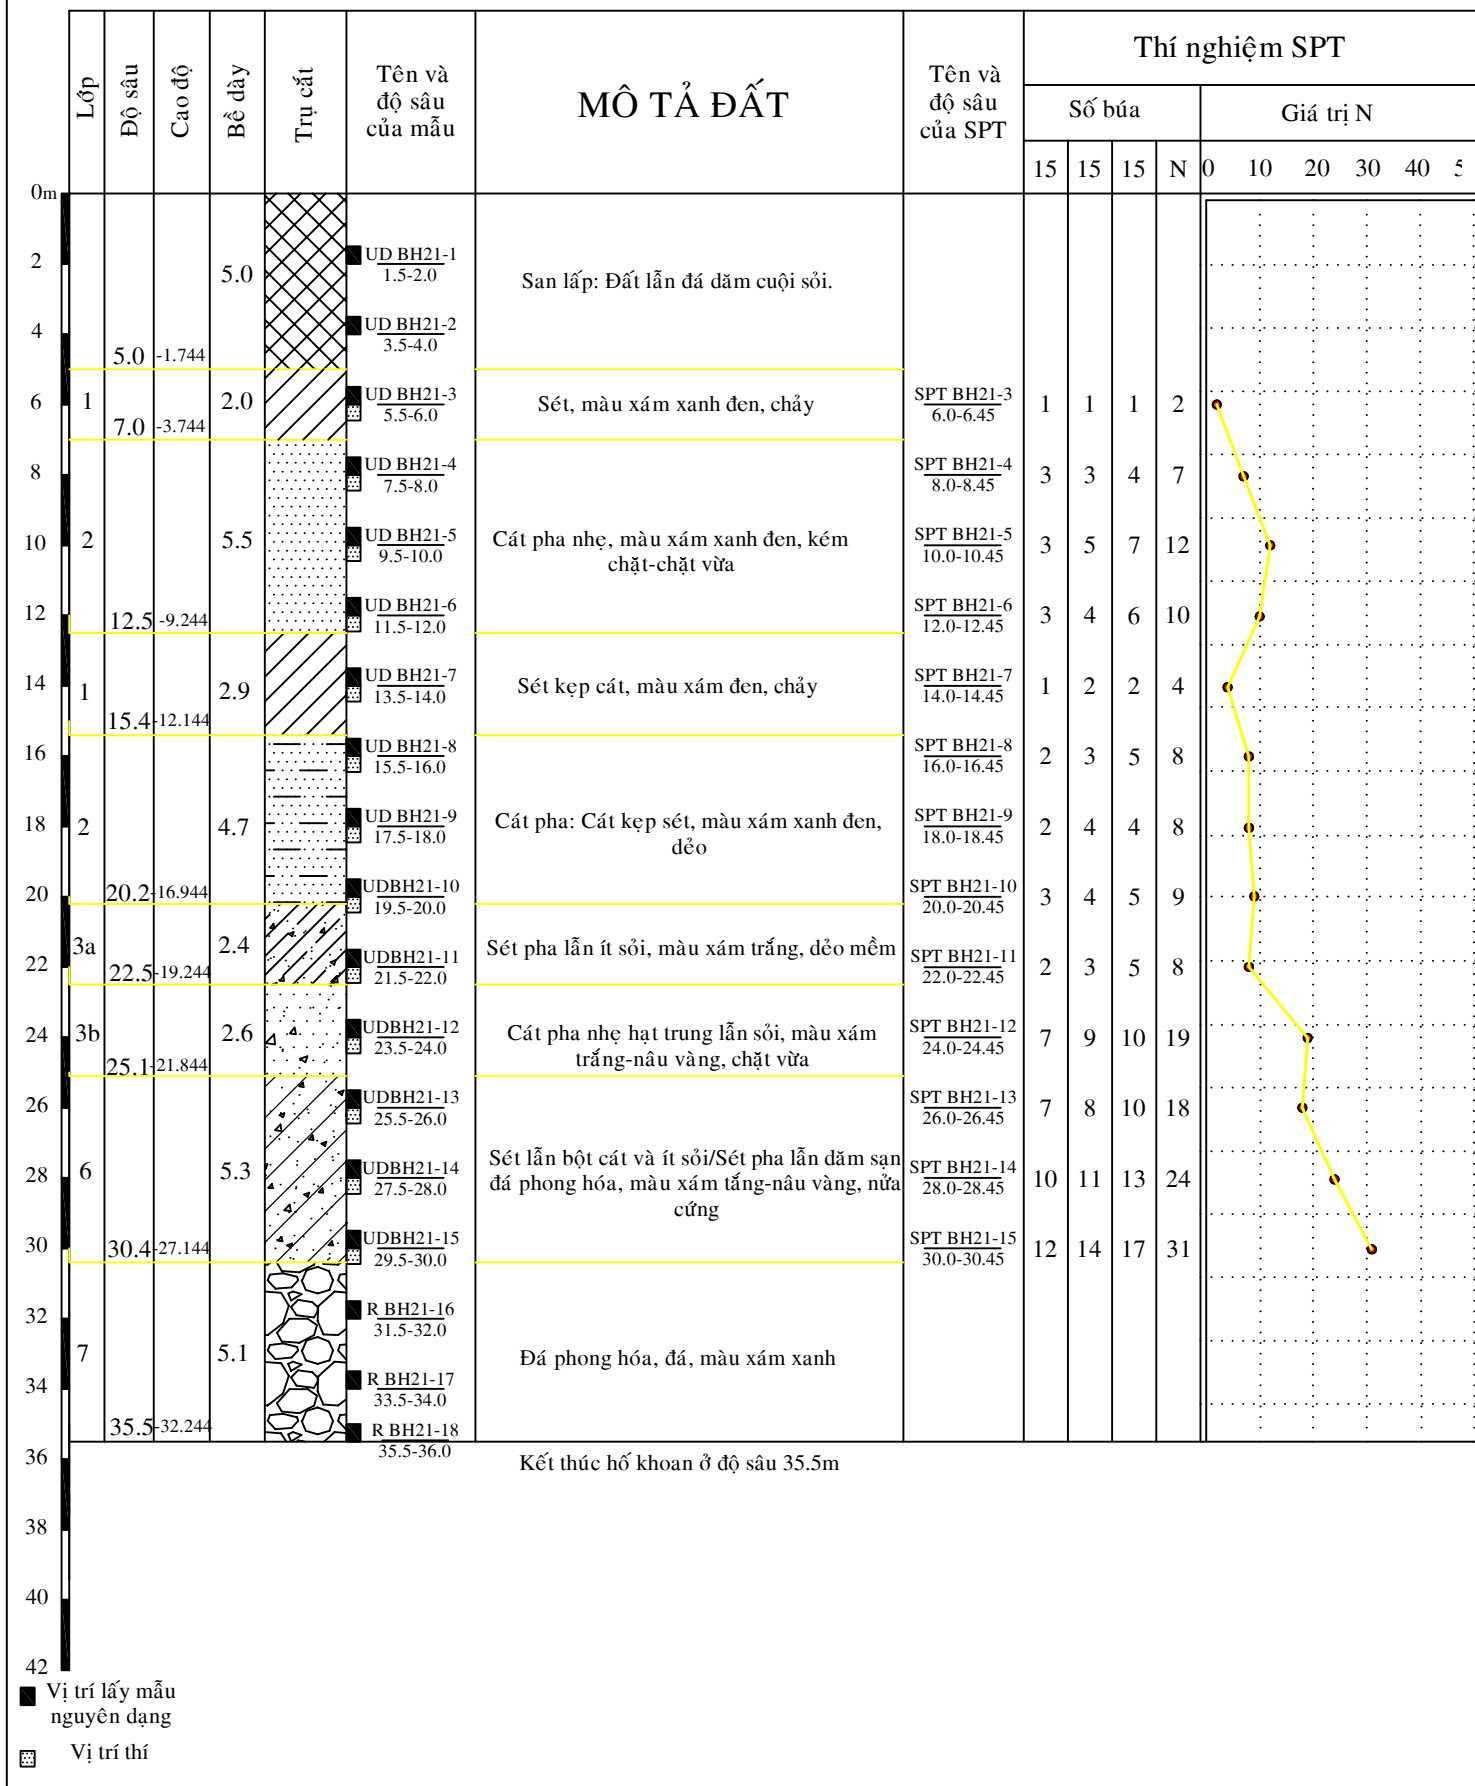 Lớp
Độ sâu
Cao độ
Bề dày
Trụ cắt
Tên và
độ sâu
của mẫu
MÔ TẢ ĐẤT
Tên và
độ sâu
của SPT
Thí nghiệm SPT
Số búa
Giá trị N
15 15 15 N
0 10 20 30 40
0m
UD BH21-1
1.5-2.0
2
5.0
San lấp: Đất lẫn đá dăm cuội sỏi.
UD BH21-2
3.5-4.0
4
5.0 -1.744
1
2.0
UD BH21-3
5.5-6.0
Sét, màu xám xanh đen, chảy
SPT BH21-3
6.0-6.45
1 1 1 2
6
7.0 -3.744
UD BH21-4
7.5-8.0
SPT BH21-4
8.0-8.45
3 3 4 7
8
2
5.5
UD BH21-5
9.5-10.0
Cát pha nhẹ, màu xám xanh đen, kém
chặt-chặt vừa
SPT BH21-5
10.0-10.45
3 5 7 12
10
UD BH21-6
11.5-12.0
SPT BH21-6
12.0-12.45
3 4 6 10
12
12.5 -9.244
1
2.9
UD BH21-7
13.5-14.0
Sét kẹp cát, màu xám đen, chảy
SPT BH21-7
14.0-14.45
1 2 2 4
14
15.4 -12.144
UD BH21-8
15.5-16.0
SPT BH21-8
16.0-16.45
2 3 5 8
16
2
4.7
UD BH21-9
17.5-18.0
Cát pha: Cát kẹp sét, màu xám xanh đen,
dẻo
SPT BH21-9
18.0-18.45
2 4 4 8
18
UDBH21-10
19.5-20.0
SPT BH21-10
20.0-20.45
3 4 5 9
20
20.2 -16.944
3a
2.4
Sét pha lẫn ít sỏi, màu xám trắng, dẻo mềm
UDBH21-11
21.5-22.0
SPT BH21-11
22.0-22.45
2 3 5 8
22
22.5 -19.244
3b
2.6
UDBH21-12
23.5-24.0
Cát pha nhẹ hạt trung lẫn sỏi, màu xám
trắng-nâu vàng, chặt vừa
SPT BH21-12
24.0-24.45
7 9 10 19
24
25.1 -21.844
UDBH21-13
25.5-26.0
SPT BH21-13
26.0-26.45
7 8 10 18
26
6
5.3
UDBH21-14
27.5-28.0
Sét lẫn bột cát và ít sỏi/Sét pha lẫn dăm sạn
đá phong hóa, màu xám tắng-nâu vàng, nửa
cứng
SPT BH21-14
28.0-28.45
10 11 13 24
28
UDBH21-15
29.5-30.0
SPT BH21-15
30.0-30.45
12 14 17 31
30
30.4 -27.144
R BH21-16
31.5-32.0
32
7
5.1
Đá phong hóa, đá, màu xám xanh
R BH21-17
33.5-34.0
34
35.5 -32.244
R BH21-18
35.5-36.0
36
Kết thúc hố khoan ở độ sâu 35.5m
38
40
42
Vị trí lấy mẫu
nguyên dạng
Vị trí thí